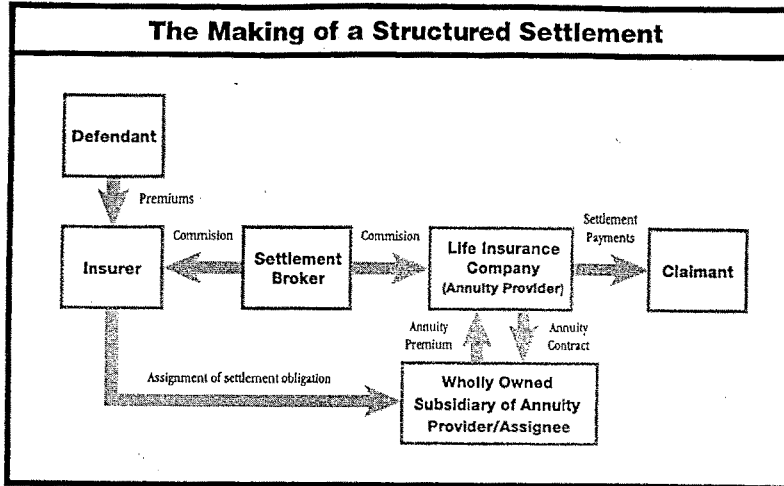 The Making of a Structured Settlement
Defendant
Premiums
Settlement
Payments
Commision
Commision
Insurer
Settlement
Broker
Life Insurance
Company
(Annuity Provider)
Claimant
Annuity
Premium
Annuity
Contract
Assignment of settlement obligation
Wholly Owned
Subsidiary of Annuity
Provider/Assignee